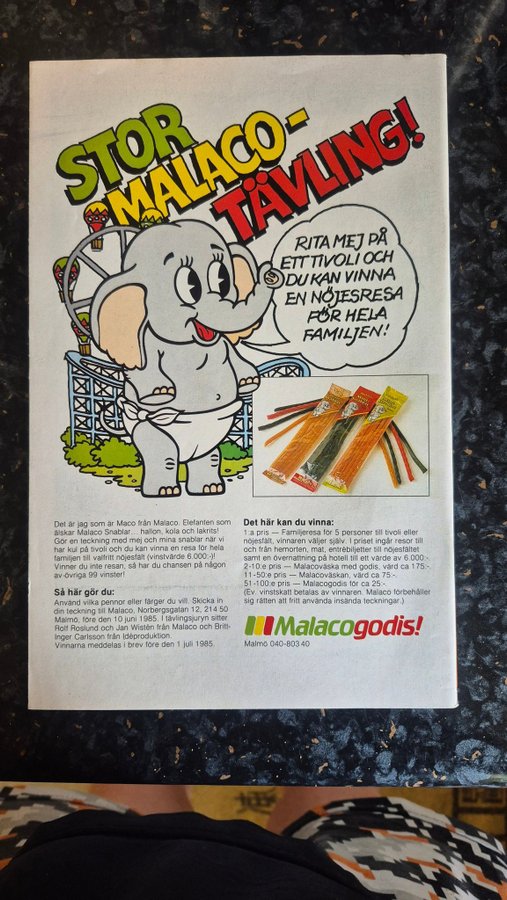 STOR
MALACO-
TÄVLING!
RITA MEJ PÅ
ETT TIVOLI OCH
DU KAN VINNA
EN NÖJESRESA
FÖR HELA
FAMILJEN!
Det är jag som är Maco från Malaco. Elefanten som
älskar Malaco Snablar... hallon, kola och lakrits!
Gör en teckning med mej och mina snablar när vi
har kul på tivoli och du kan vinna en resa för hela
familjen till valfritt nöjesfält (vinstvärde 6.000:-)!
Vinner du inte resan, så har du chansen på någon
av övriga 99 vinster!
Så här gör du:
Använd vilka pennor eller färger du vill. Skicka in
din teckning till Malaco, Norbergsgatan 12, 214 50
Malmö, före den 10 juni 1985. I tävlingsjuryn sitter
Rolf Roslund och Jan Wistén från Malaco och Britt-
Inger Carlsson från Idéproduktion.
Vinnarna meddelas i brev före den 1 juli 1985.
Det här kan du vinna:
1:a pris — Familjeresa för 5 personer till tivoli eller
nöjesfält, vinnaren väljer själv. I priset ingår resor till
och från hemorten, mat, entrébiljetter till nöjesfältet
samt en övernattning på hotell till ett värde av 6.000:-.
2-10:e pris — Malacoväska med godis, värd ca 175:-.
11-50:e pris — Malacoväskan, värd ca 75:-.
51-100:e pris — Malacogodis för ca 25:-.
(Ev. vinstskatt betalas av vinnaren. Malaco förbehåller
sig rätten att fritt använda insända teckningar.)
Malacogodis!
Malmö 040-803 40